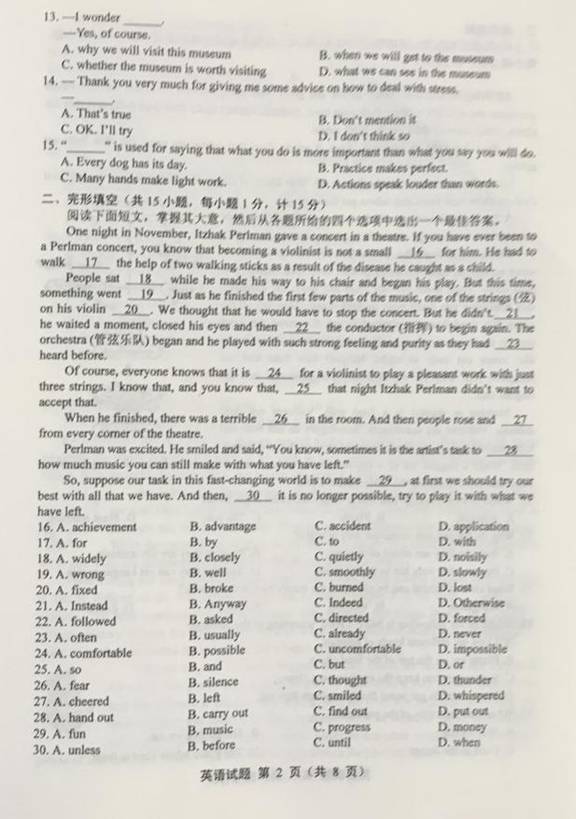 13. —I wonder ______.
—Yes, of course.
A. why we will visit this museum B. when we will get to the museum
C. whether the museum is worth visiting D. what we can see in the museum
14. — Thank you very much for giving me some advice on how to deal with stress.
—______.
A. That's true B. Don't mention it
C. OK. I'll try D. I don't think so
15. "______" is used for saying that what you do is more important than what you say you will do.
A. Every dog has its day. B. Practice makes perfect.
C. Many hands make light work. D. Actions speak louder than words.
二、完形填空（共 15 小题，每小题 1 分，计 15 分）
阅读下面短文，掌握其大意，然后从各题所给的四个选项中选出一个最佳答案。
One night in November, Itzhak Perlman gave a concert in a theatre. If you have ever been to
a Perlman concert, you know that becoming a violinist is not a small __16__ for him. He had to
walk __17__ the help of two walking sticks as a result of the disease he caught as a child.
People sat __18__ while he made his way to his chair and began his play. But this time,
something went __19__. Just as he finished the first few parts of the music, one of the strings (弦)
on his violin __20__. We thought that he would have to stop the concert. But he didn't. __21__,
he waited a moment, closed his eyes and then __22__ the conductor (指挥) to begin again. The
orchestra (管弦乐队) began and he played with such strong feeling and purity as they had __23__
heard before.
Of course, everyone knows that it is __24__ for a violinist to play a pleasant work with just
three strings. I know that, and you know that, __25__ that night Itzhak Perlman didn't want to
accept that.
When he finished, there was a terrible __26__ in the room. And then people rose and __27__
from every corner of the theatre.
Perlman was excited. He smiled and said, "You know, sometimes it is the artist's task to __28__
how much music you can still make with what you have left."
So, suppose our task in this fast-changing world is to make __29__, at first we should try our
best with all that we have. And then, __30__ it is no longer possible, try to play it with what we
have left.
16. A. achievement B. advantage C. accident D. application
17. A. for B. by C. to D. with
18. A. widely B. closely C. quietly D. noisily
19. A. wrong B. well C. smoothly D. slowly
20. A. fixed B. broke C. burned D. lost
21. A. Instead B. Anyway C. Indeed D. Otherwise
22. A. followed B. asked C. directed D. forced
23. A. often B. usually C. already D. never
24. A. comfortable B. possible C. uncomfortable D. impossible
25. A. so B. and C. but D. or
26. A. fear B. silence C. thought D. thunder
27. A. cheered B. left C. smiled D. whispered
28. A. hand out B. carry out C. find out D. put out
29. A. fun B. music C. progress D. money
30. A. unless B. before C. until D. when
英语试题 第 2 页（共 8 页）